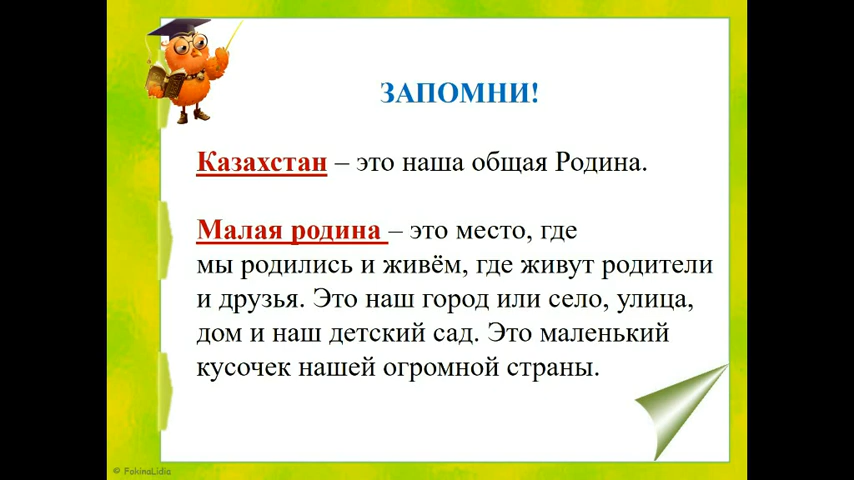 ЗАПОМНИ!
Казахстан – это наша общая Родина.
Малая родина – это место, где
мы родились и живём, где живут родители
и друзья. Это наш город или село, улица,
дом и наш детский сад. Это маленький
кусочек нашей огромной страны.
© FokinaLidia